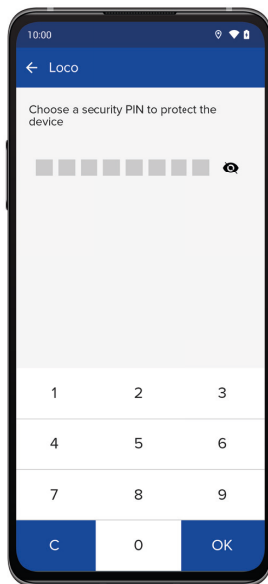 10:00
Loco
Choose a security PIN to protect the
device
1 2 3
4 5 6
7 8 9
C 0 OK